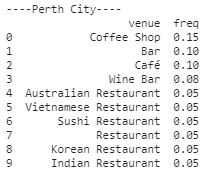 ----Perth City----
venue freq
0 Coffee Shop 0.15
1 Bar 0.10
2 Café 0.10
3 Wine Bar 0.08
4 Australian Restaurant 0.05
5 Vietnamese Restaurant 0.05
6 Sushi Restaurant 0.05
7 Restaurant 0.05
8 Korean Restaurant 0.05
9 Indian Restaurant 0.05